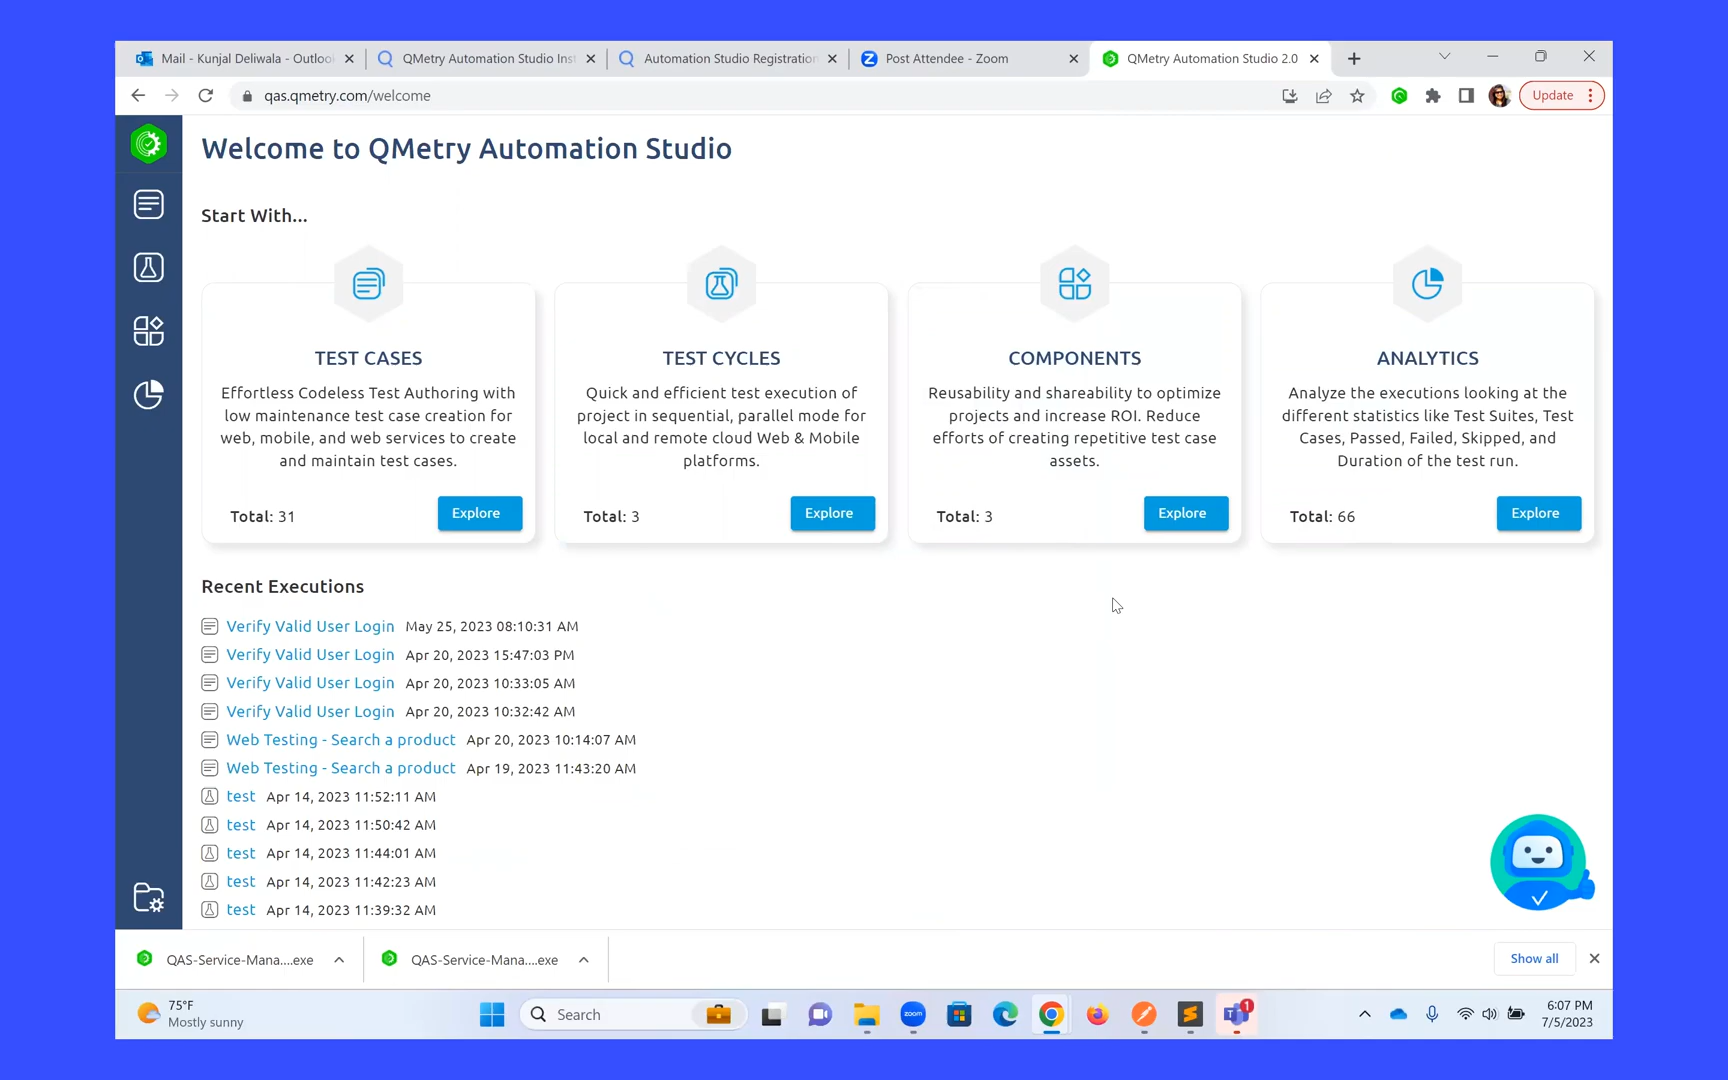 Mail - Kunjal Deliwala - Outloo
QMetry Automation Studio Inst
Automation Studio Registration
Post Attendee - Zoom
QMetry Automation Studio 2.0
qas.qmetry.com/welcome
Update
Welcome to QMetry Automation Studio
Start With...
TEST CASES
Effortless Codeless Test Authoring with
low maintenance test case creation for
web, mobile, and web services to create
and maintain test cases.
Total: 31
Explore
TEST CYCLES
Quick and efficient test execution of
project in sequential, parallel mode for
local and remote cloud Web & Mobile
platforms.
Total: 3
Explore
COMPONENTS
Reusability and shareability to optimize
projects and increase ROI. Reduce
efforts of creating repetitive test case
assets.
Total: 3
Explore
ANALYTICS
Analyze the executions looking at the
different statistics like Test Suites, Test
Cases, Passed, Failed, Skipped, and
Duration of the test run.
Total: 66
Explore
Recent Executions
Verify Valid User Login May 25, 2023 08:10:31 AM
Verify Valid User Login Apr 20, 2023 15:47:03 PM
Verify Valid User Login Apr 20, 2023 10:33:05 AM
Verify Valid User Login Apr 20, 2023 10:32:42 AM
Web Testing - Search a product Apr 20, 2023 10:14:07 AM
Web Testing - Search a product Apr 19, 2023 11:43:20 AM
test Apr 14, 2023 11:52:11 AM
test Apr 14, 2023 11:50:42 AM
test Apr 14, 2023 11:44:01 AM
test Apr 14, 2023 11:42:23 AM
test Apr 14, 2023 11:39:32 AM
QAS-Service-Mana....exe
QAS-Service-Mana....exe
Show all
75°F
Mostly sunny
Search
zoom
1
6:07 PM
7/5/2023